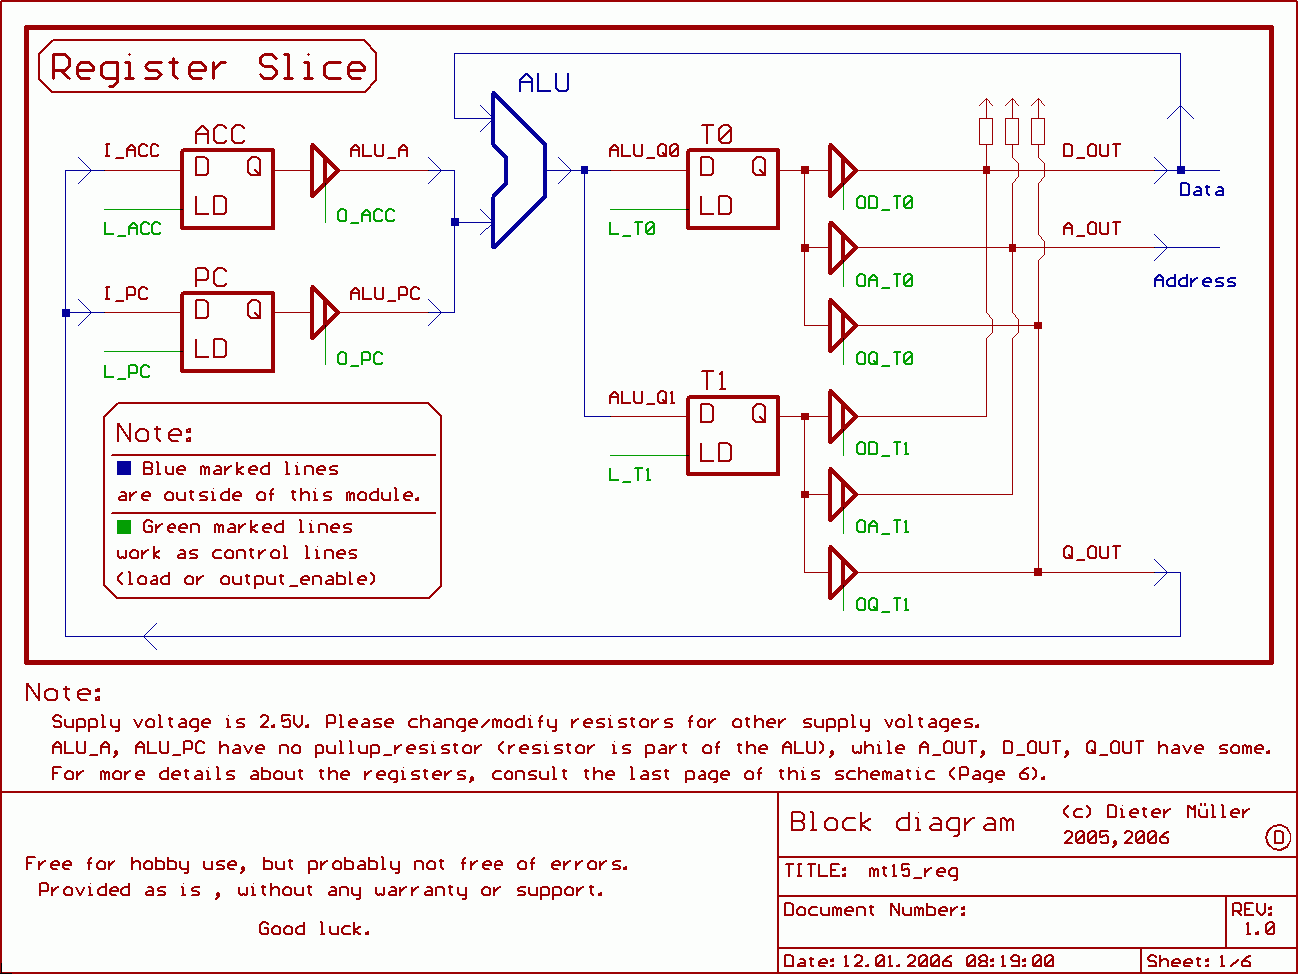 Register Slice
ALU
I_ACC
ACC
D Q
LD
L_ACC
ALU_A
O_ACC
I_PC
PC
D Q
LD
L_PC
ALU_PC
O_PC
ALU_Q0
T0
D Q
LD
L_T0
OD_T0
OA_T0
OQ_T0
D_OUT
Data
A_OUT
Address
ALU_Q1
T1
D Q
LD
L_T1
OD_T1
OA_T1
OQ_T1
Q_OUT
Note:
Blue marked lines
are outside of this module.
Green marked lines
work as control lines
(load or output_enable)
Note:
Supply voltage is 2.5V. Please change/modify resistors for other supply voltages.
ALU_A, ALU_PC have no pullup_resistor (resistor is part of the ALU), while A_OUT, D_OUT, Q_OUT have some.
For more details about the registers, consult the last page of this schematic (Page 6).
Free for hobby use, but probably not free of errors.
Provided as is , without any warranty or support.
Good luck.
Block diagram
(c) Dieter Müller
2005,2006
D
TITLE: mt15_reg
Document Number:
REV:
1.0
Date: 12.01.2006 08:19:00
Sheet: 1/6